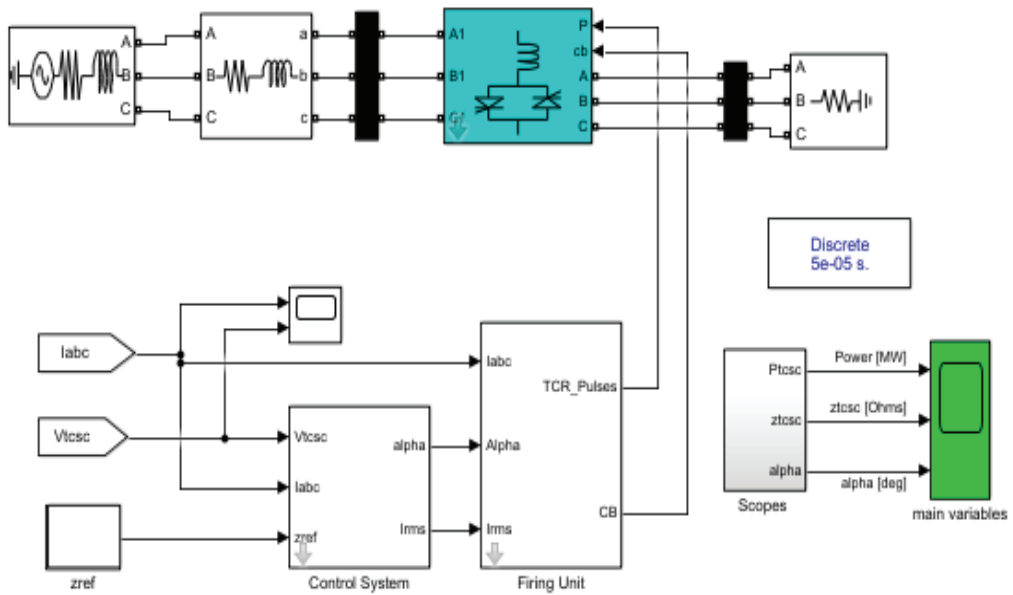 A
B
C
A
B
C
a
b
c
A1
B1
P
cb
A
B
C
A
B
C
Discrete
5e-05 s.
Iabc
Vtcsc
zref
Vtcsc
Iabc
zref
alpha
Irms
Control System
Iabc
Alpha
Irms
TCR_Pulses
CB
Firing Unit
Ptcsc
ztcsc
alpha
Scopes
Power [MW]
ztcsc [Ohms]
alpha [deg]
main variables